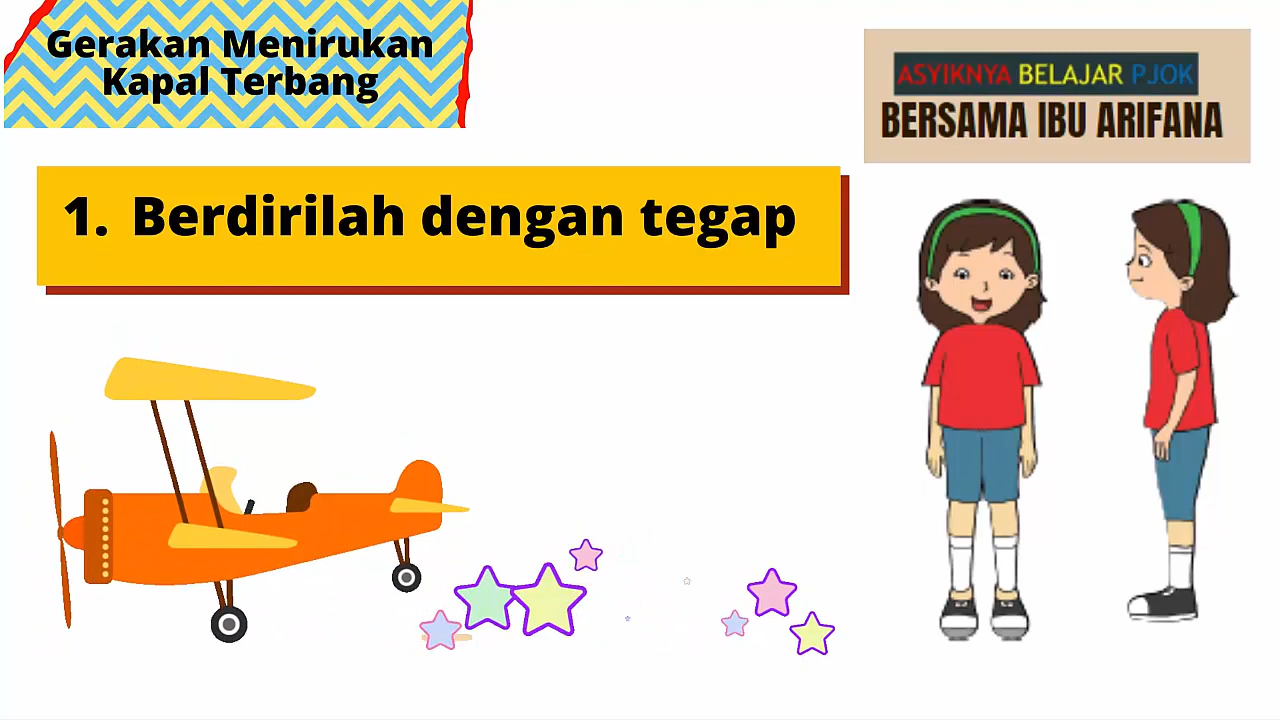 Gerakan Menirukan
Kapal Terbang
ASYIKNYA BELAJAR PJOK
BERSAMA IBU ARIFANA
1. Berdirilah dengan tegap